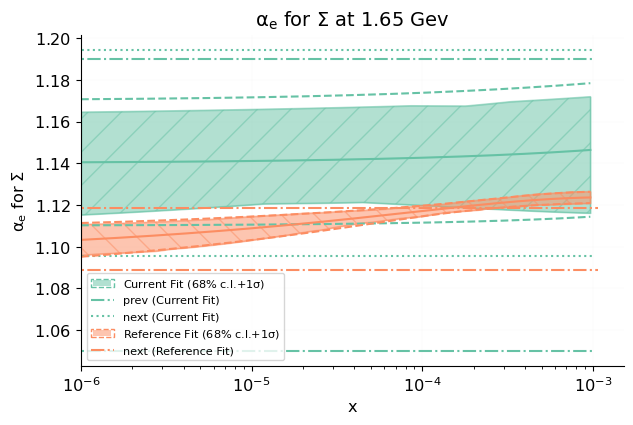 αe for Σ at 1.65 Gev
αe for Σ
1.20
1.18
1.16
1.14
1.12
1.10
1.08
1.06
Current Fit (68% c.l.+1σ)
prev (Current Fit)
next (Current Fit)
Reference Fit (68% c.l.+1σ)
next (Reference Fit)
10⁻⁶
10⁻⁵
10⁻⁴
10⁻³
x